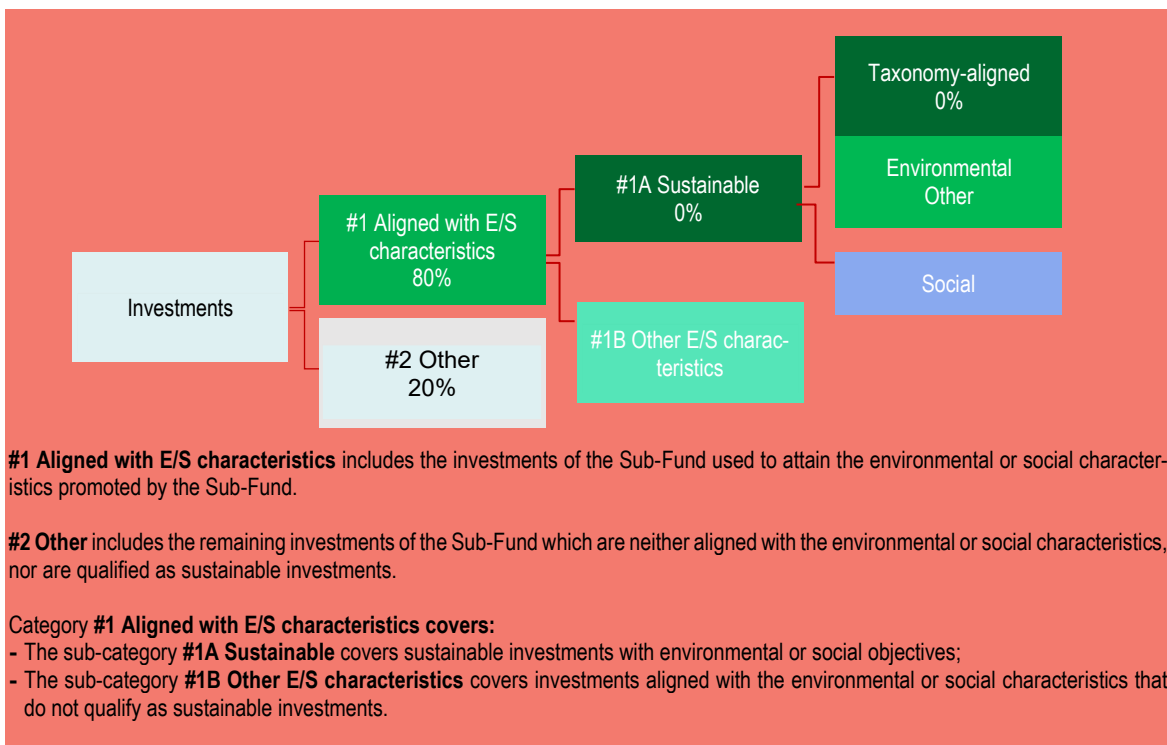 Taxonomy-aligned
0%
Environmental
Other
#1A Sustainable
0%
#1 Aligned with E/S
characteristics
80%
Social
Investments
#1B Other E/S charac-
teristics
#2 Other
20%
#1 Aligned with E/S characteristics includes the investments of the Sub-Fund used to attain the environmental or social character-
istics promoted by the Sub-Fund.
#2 Other includes the remaining investments of the Sub-Fund which are neither aligned with the environmental or social characteristics,
nor are qualified as sustainable investments.
Category #1 Aligned with E/S characteristics covers:
- The sub-category #1A Sustainable covers sustainable investments with environmental or social objectives;
- The sub-category #1B Other E/S characteristics covers investments aligned with the environmental or social characteristics that
do not qualify as sustainable investments.